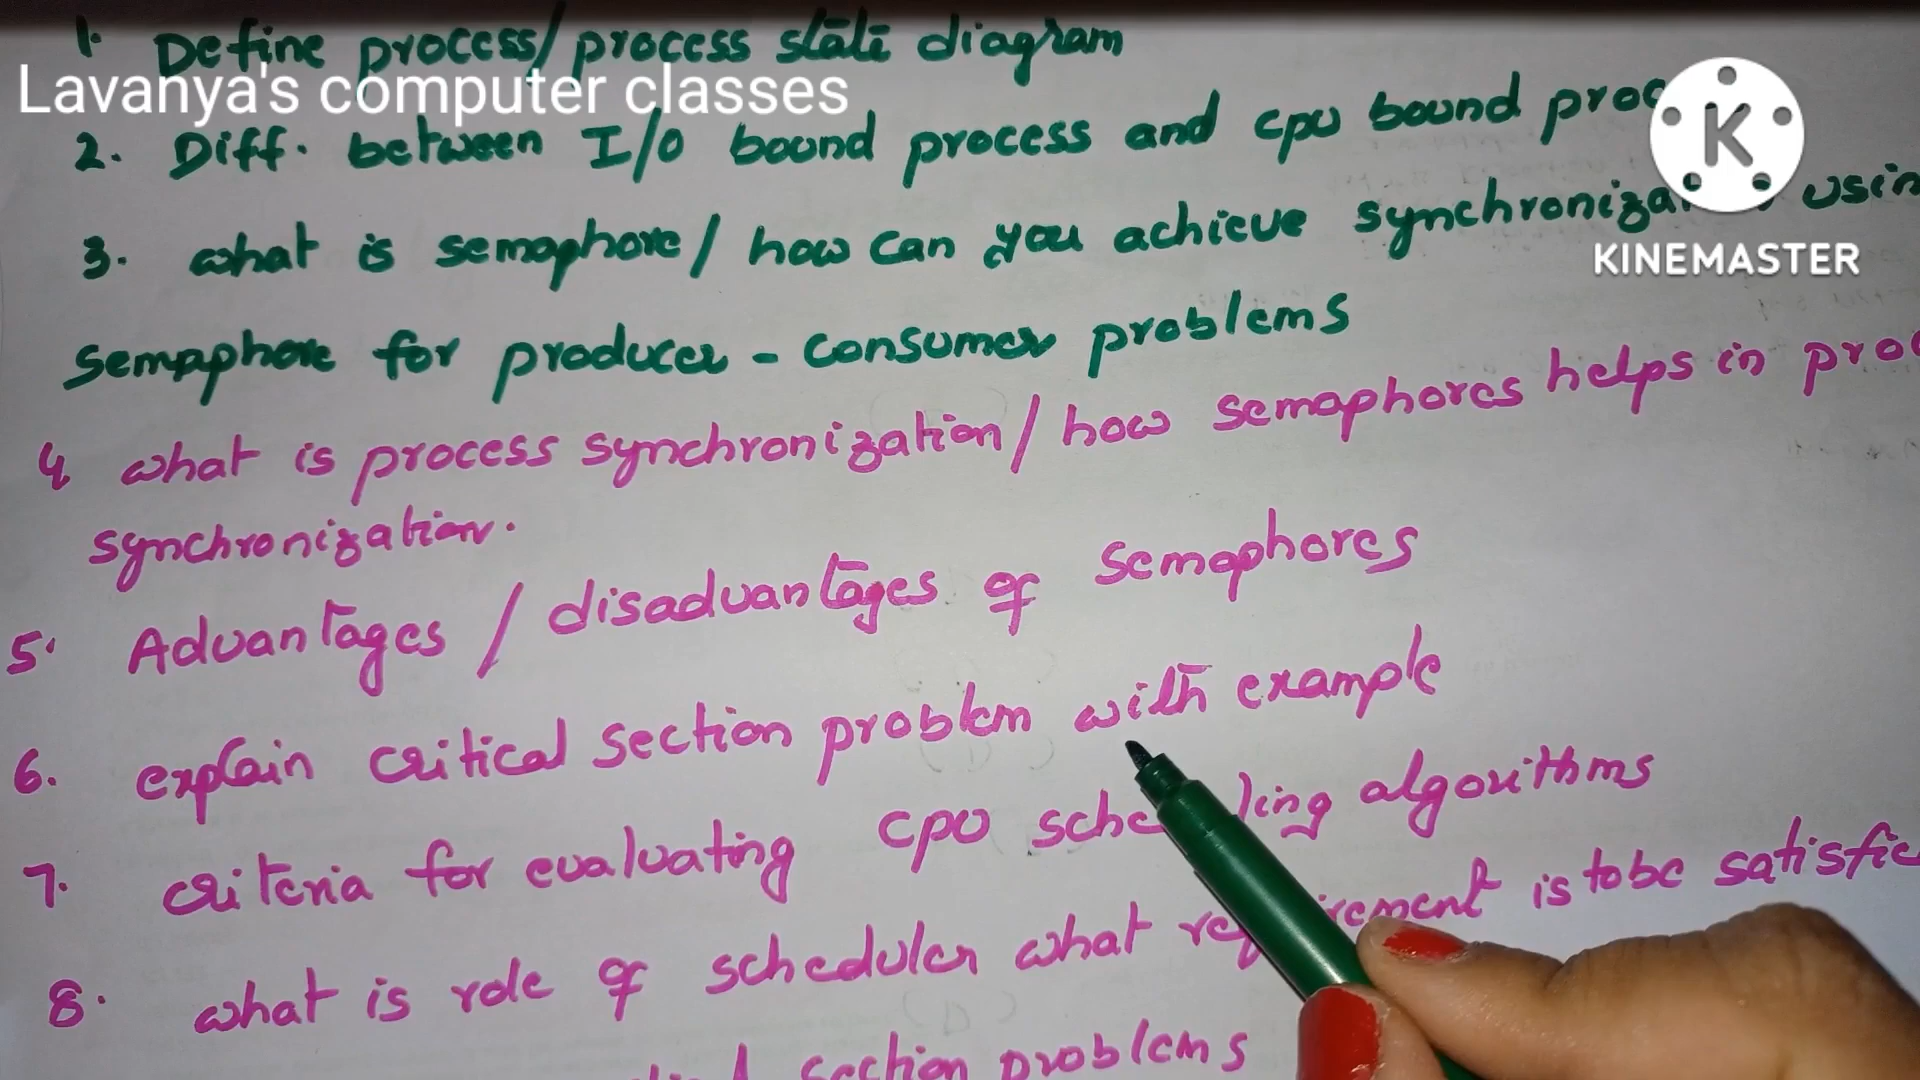 1. Define process/process state diagram
Lavanya's computer classes
2. Diff. between I/O bound process and cpu bound
K
KINEMASTER
3. what is semaphore/ how can you achieve
semaphore for producer - consumer problems
4 what is process synchronization/ how semaphores helps in
synchronization.
5. Advantages / disadvantages of semaphores
6. explain critical section problem with example
7. criteria for evaluating cpu algorithms
8. what is role of scheduler what is to be
section problems